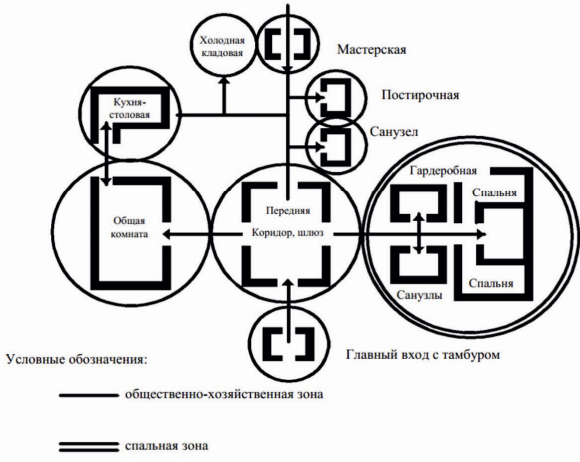 Холодная
кладовая
Мастерская
Кухня-
столовая
Постирочная
Санузел
Гардеробная
Спальня
Передняя
Общая
комната
Коридор, шлюз
Санузлы
Спальня
Главный вход с тамбуром
Условные обозначения:
общественно-хозяйственная зона
спальная зона